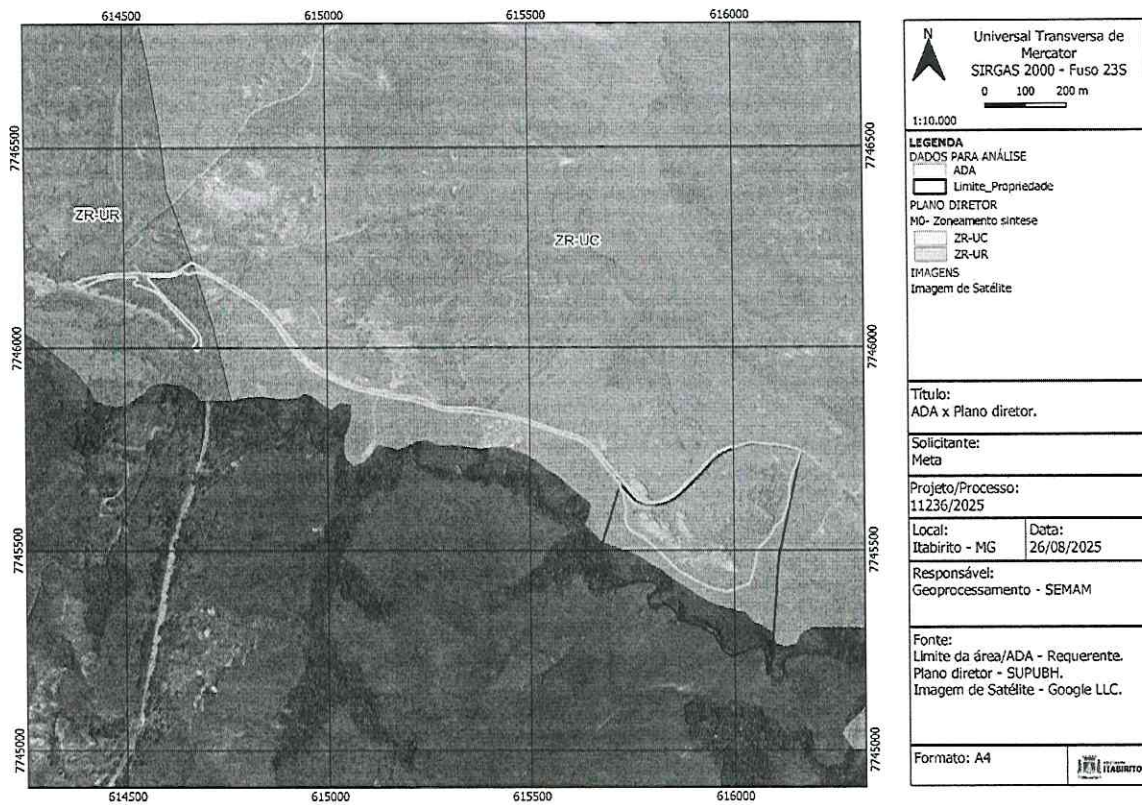 614500
615000
615500
616000
7746500
7746500
ZR-UR
ZR-UC
7746000
7746000
7745500
7745500
7745000
7745000
614500
615000
615500
616000
N
Universal Transversa de
Mercator
SIRGAS 2000 - Fuso 23S
0 100 200 m
1:10.000
LEGENDA
DADOS PARA ANÁLISE
ADA
Limite_Propriedade
PLANO DIRETOR
M0- Zoneamento síntese
ZR-UC
ZR-UR
IMAGENS
Imagem de Satélite
Título:
ADA x Plano diretor.
Solicitante:
Meta
Projeto/Processo:
11236/2025
Local:
Itabirito - MG
Data:
26/08/2025
Responsável:
Geoprocessamento - SEMAM
Fonte:
Limite da área/ADA - Requerente.
Plano diretor - SUPUBH.
Imagem de Satélite - Google LLC.
Formato: A4
ITABIRITO